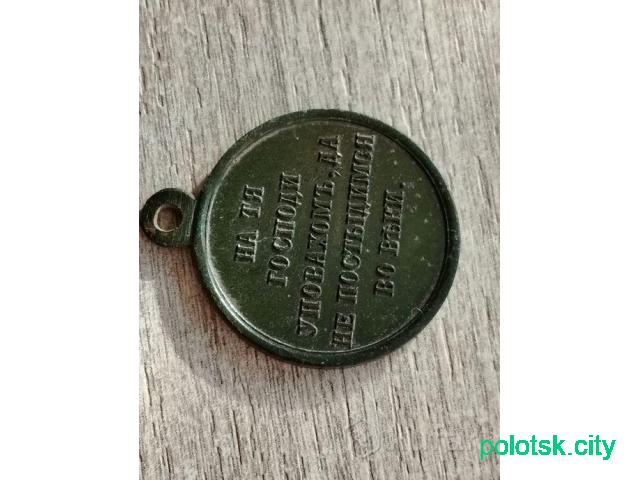 НА ТЯ
ГОСПОДИ
УПОВАХОМЪ, ДА
НЕ ПОСТЫДИМСЯ
ВО ВѢКИ.
polotsk.city